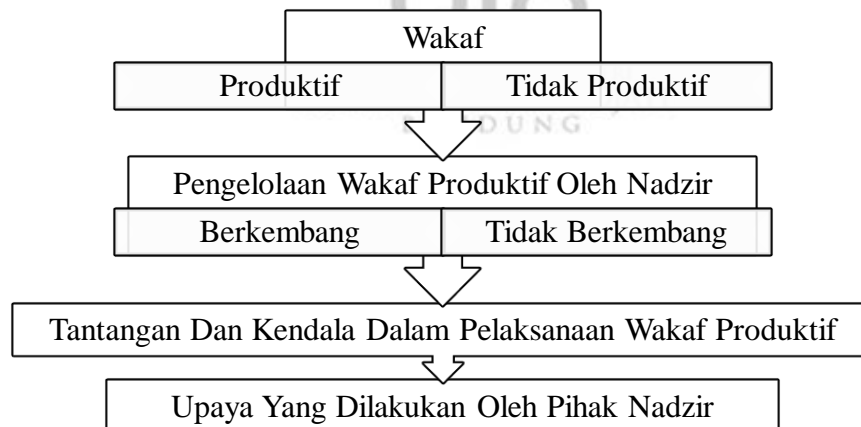 Wakaf
Produktif Tidak Produktif
Pengelolaan Wakaf Produktif Oleh Nadzir
Berkembang Tidak Berkembang
Tantangan Dan Kendala Dalam Pelaksanaan Wakaf Produktif
Upaya Yang Dilakukan Oleh Pihak Nadzir